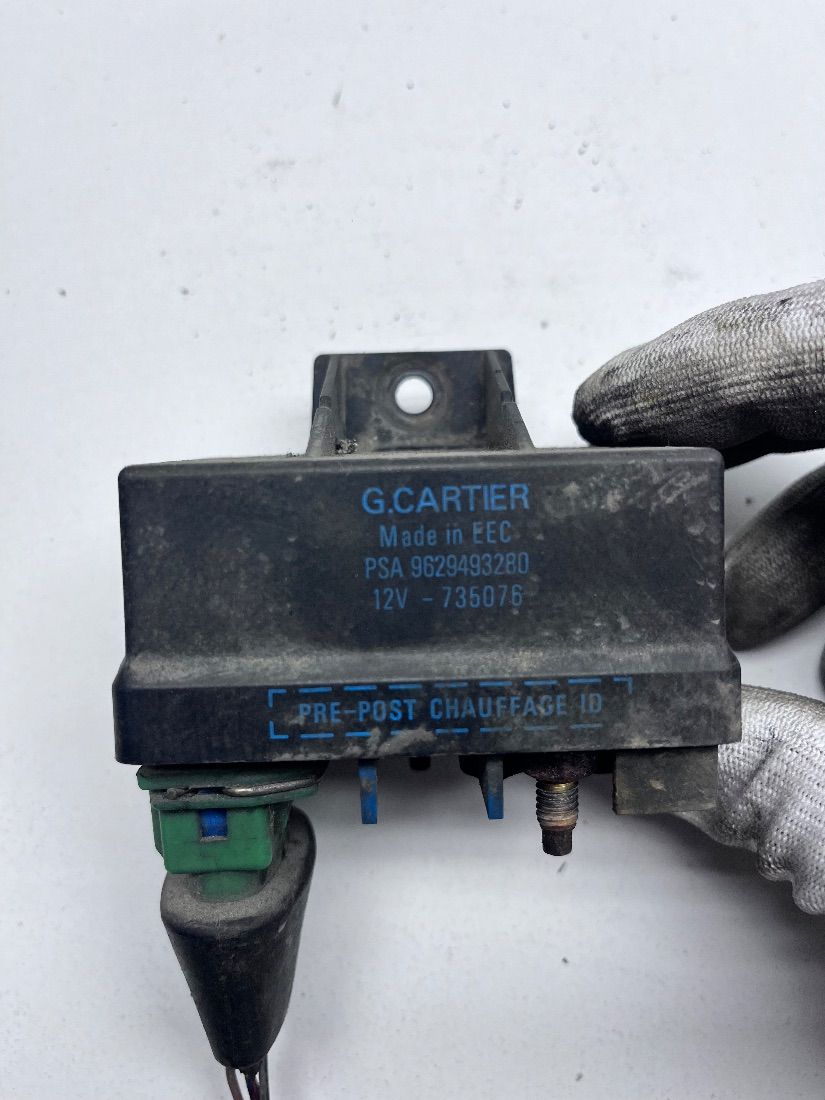 G.CARTIER
Made in EEC
PSA 9629493280
12V - 735076
PRE-POST CHAUFFAGE ID